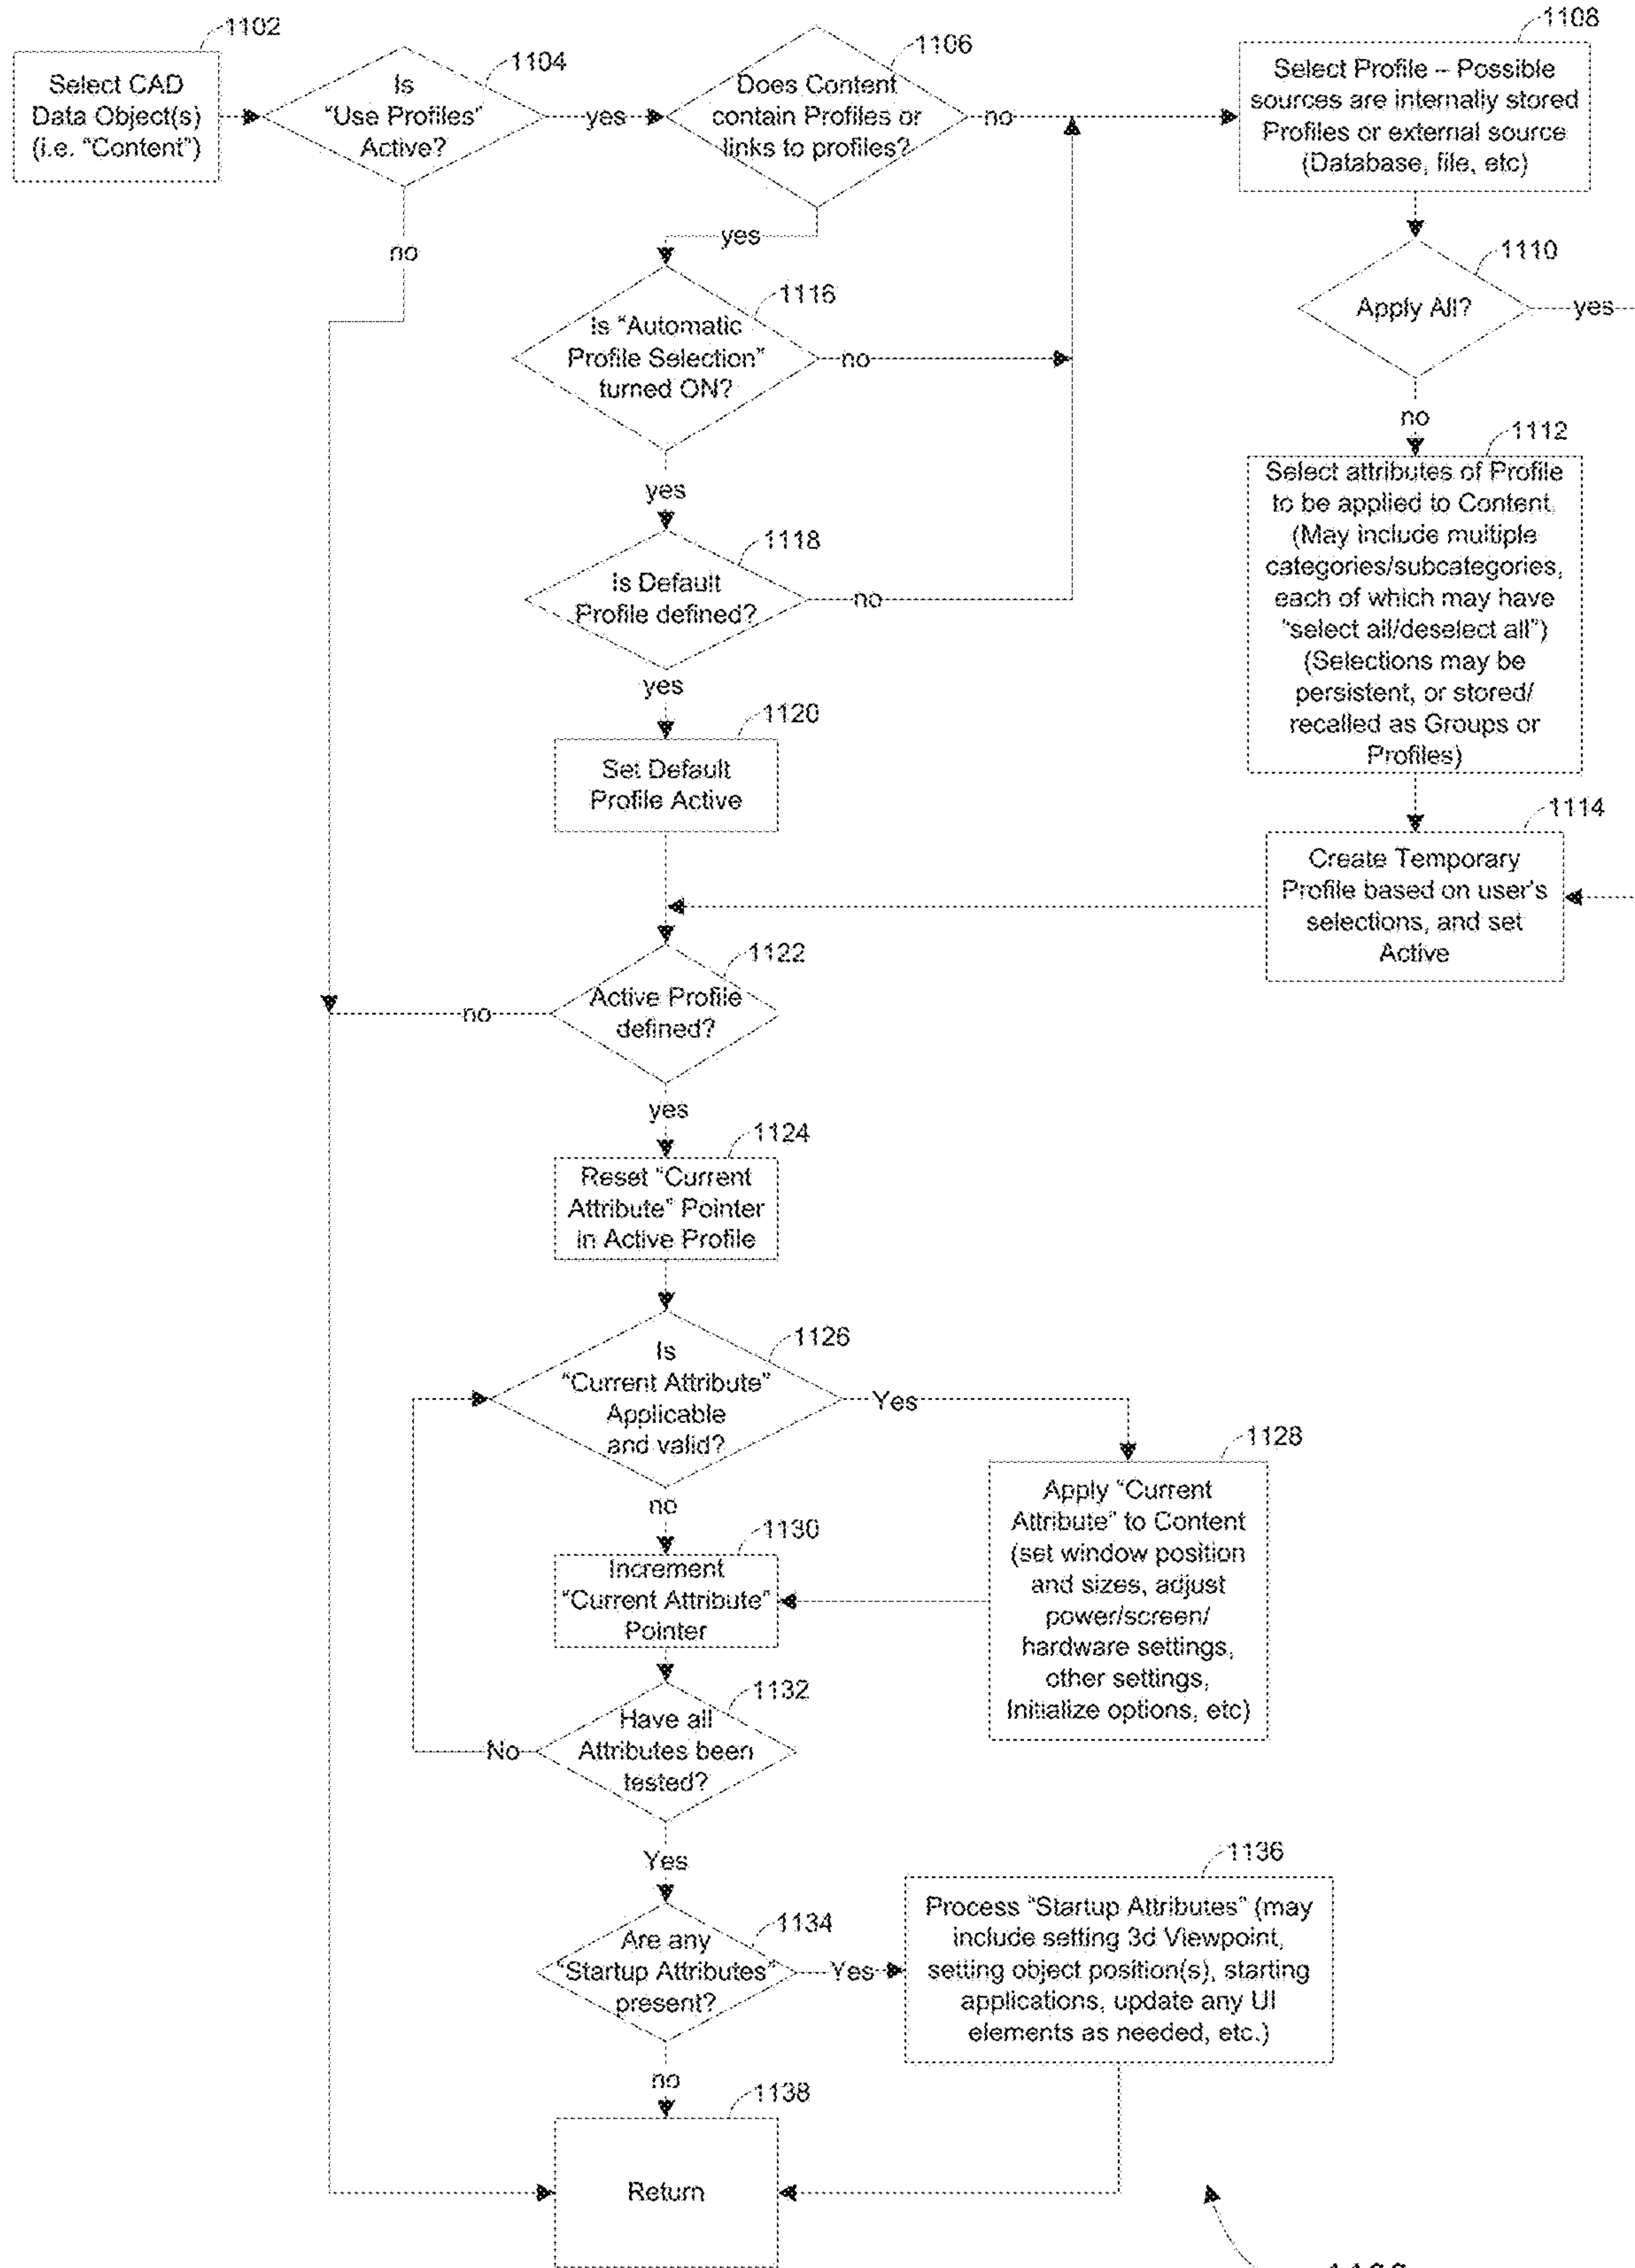 1102
Select CAD
Data Object(s)
(i.e. “Content”)
1104
Is
“Use Profiles”
Active?
yes
no
1106
Does Content
contain Profiles or
links to profiles?
no
yes
1108
Select Profile – Possible
sources are internally stored
Profiles or external source
(Database, file, etc)
1110
Apply All?
yes
no
1112
Select attributes of Profile
to be applied to Content.
(May include multiple
categories/subcategories,
each of which may have
“select all/deselect all”)
(Selections may be
persistent, or stored/
recalled as Groups or
Profiles)
1114
Create Temporary
Profile based on user's
selections, and set
Active
1116
Is “Automatic
Profile Selection”
turned ON?
no
yes
1118
Is Default
Profile defined?
no
yes
1120
Set Default
Profile Active
1122
Active Profile
defined?
no
yes
1124
Reset “Current
Attribute” Pointer
in Active Profile
1126
Is
“Current Attribute”
Applicable
and valid?
Yes
no
1128
Apply “Current
Attribute” to Content
(set window position
and sizes, adjust
power/screen/
hardware settings,
other settings,
Initialize options, etc)
1130
Increment
“Current Attribute”
Pointer
1132
Have all
Attributes been
tested?
No
Yes
1134
Are any
“Startup Attributes”
present?
Yes
no
1136
Process “Startup Attributes” (may
include setting 3d Viewpoint,
setting object position(s), starting
applications, update any UI
elements as needed, etc.)
1138
Return